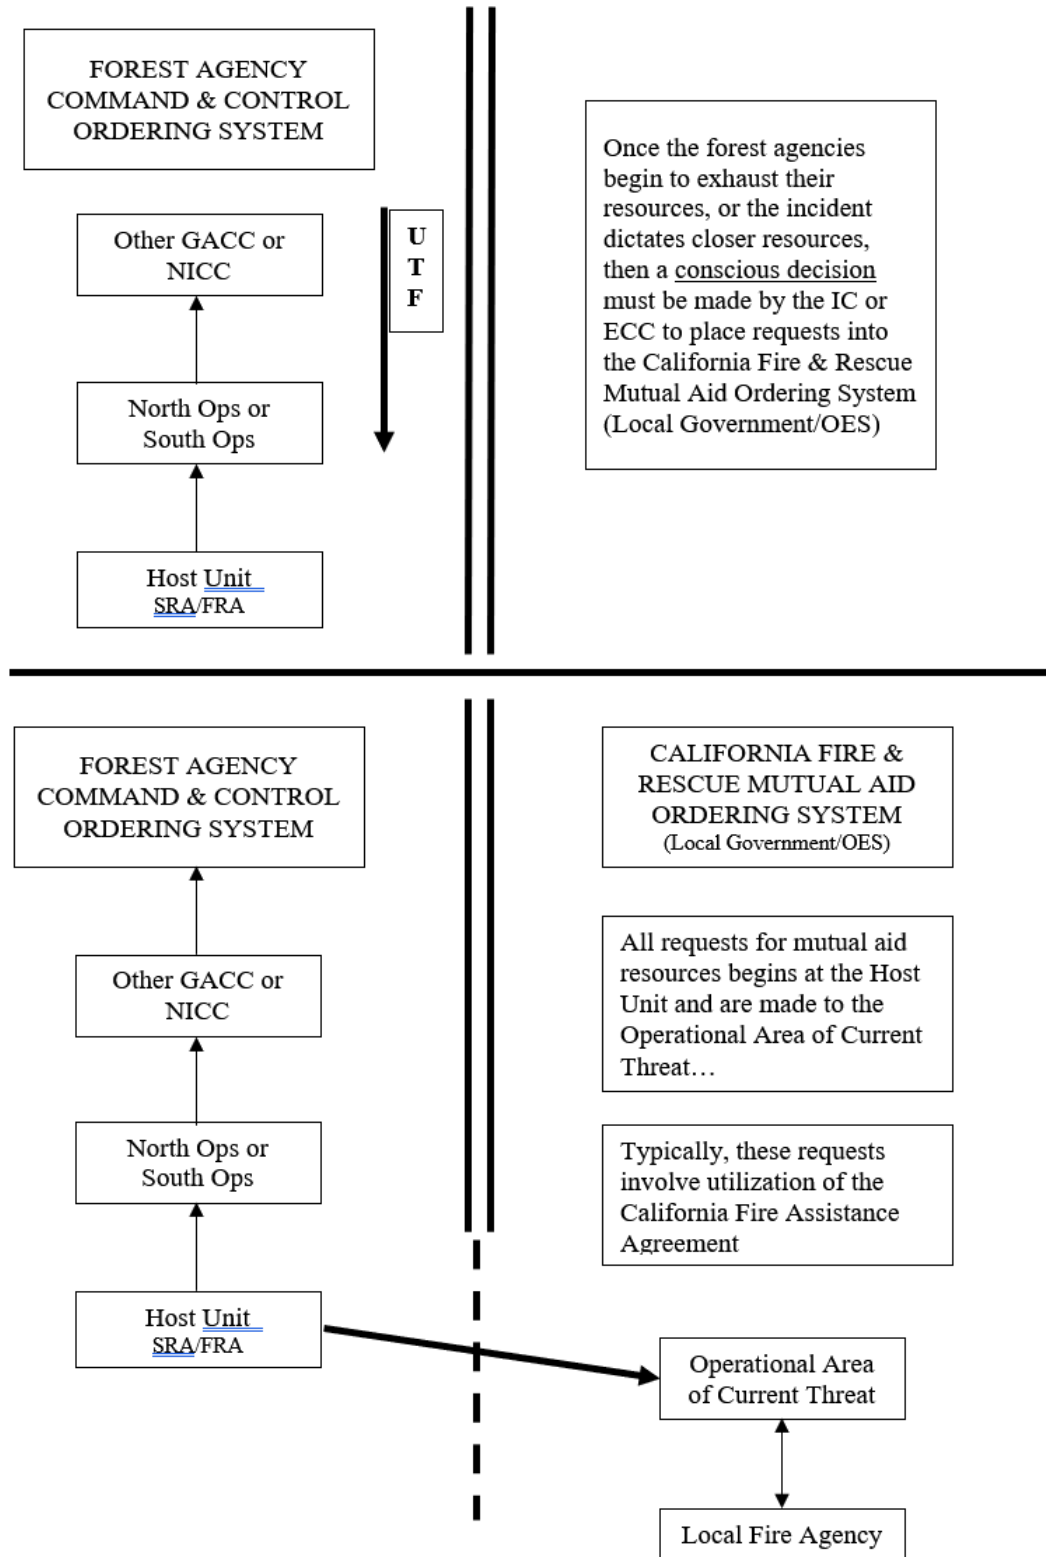 FOREST AGENCY
COMMAND & CONTROL
ORDERING SYSTEM
Other GACC or
NICC
North Ops or
South Ops
Host Unit
SRA/FRA
U
T
F
Once the forest agencies
begin to exhaust their
resources, or the incident
dictates closer resources,
then a conscious decision
must be made by the IC or
ECC to place requests into
the California Fire & Rescue
Mutual Aid Ordering System
(Local Government/OES)
FOREST AGENCY
COMMAND & CONTROL
ORDERING SYSTEM
Other GACC or
NICC
North Ops or
South Ops
Host Unit
SRA/FRA
CALIFORNIA FIRE &
RESCUE MUTUAL AID
ORDERING SYSTEM
(Local Government/OES)
All requests for mutual aid
resources begins at the Host
Unit and are made to the
Operational Area of Current
Threat…
Typically, these requests
involve utilization of the
California Fire Assistance
Agreement
Operational Area
of Current Threat
Local Fire Agency